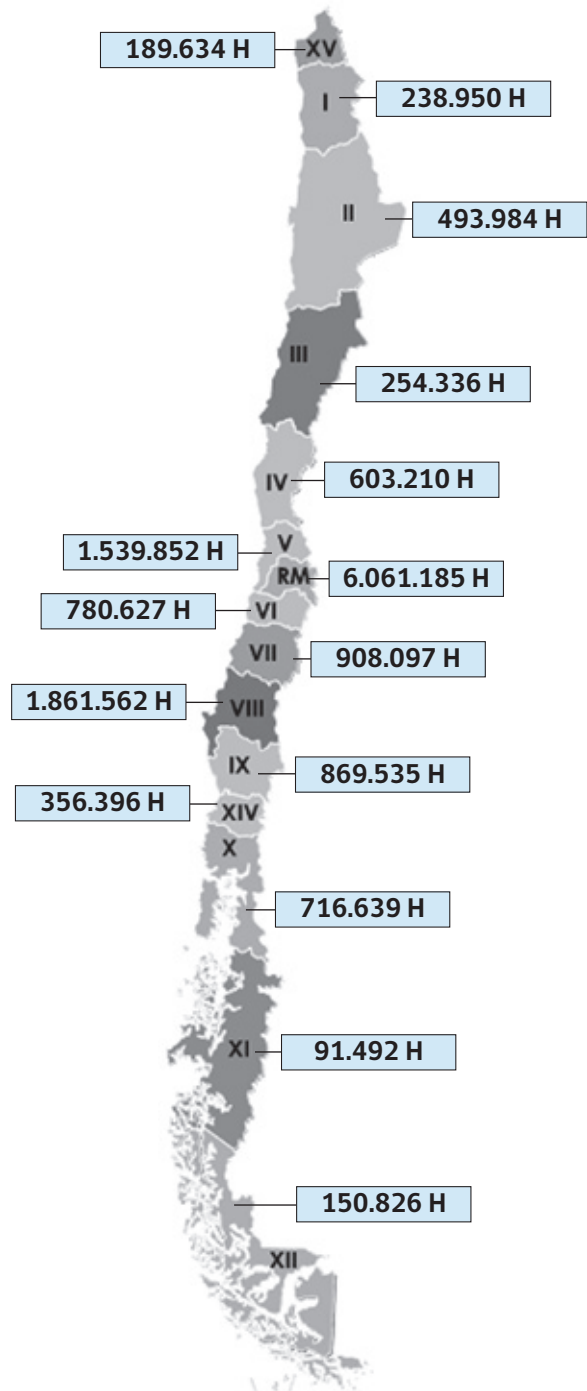 189.634 H
XV
I
238.950 H
II
493.984 H
III
254.336 H
IV
603.210 H
V
1.539.852 H
RM
6.061.185 H
780.627 H
VI
VII
908.097 H
1.861.562 H
VIII
IX
869.535 H
356.396 H
XIV
X
716.639 H
XI
91.492 H
150.826 H
XII